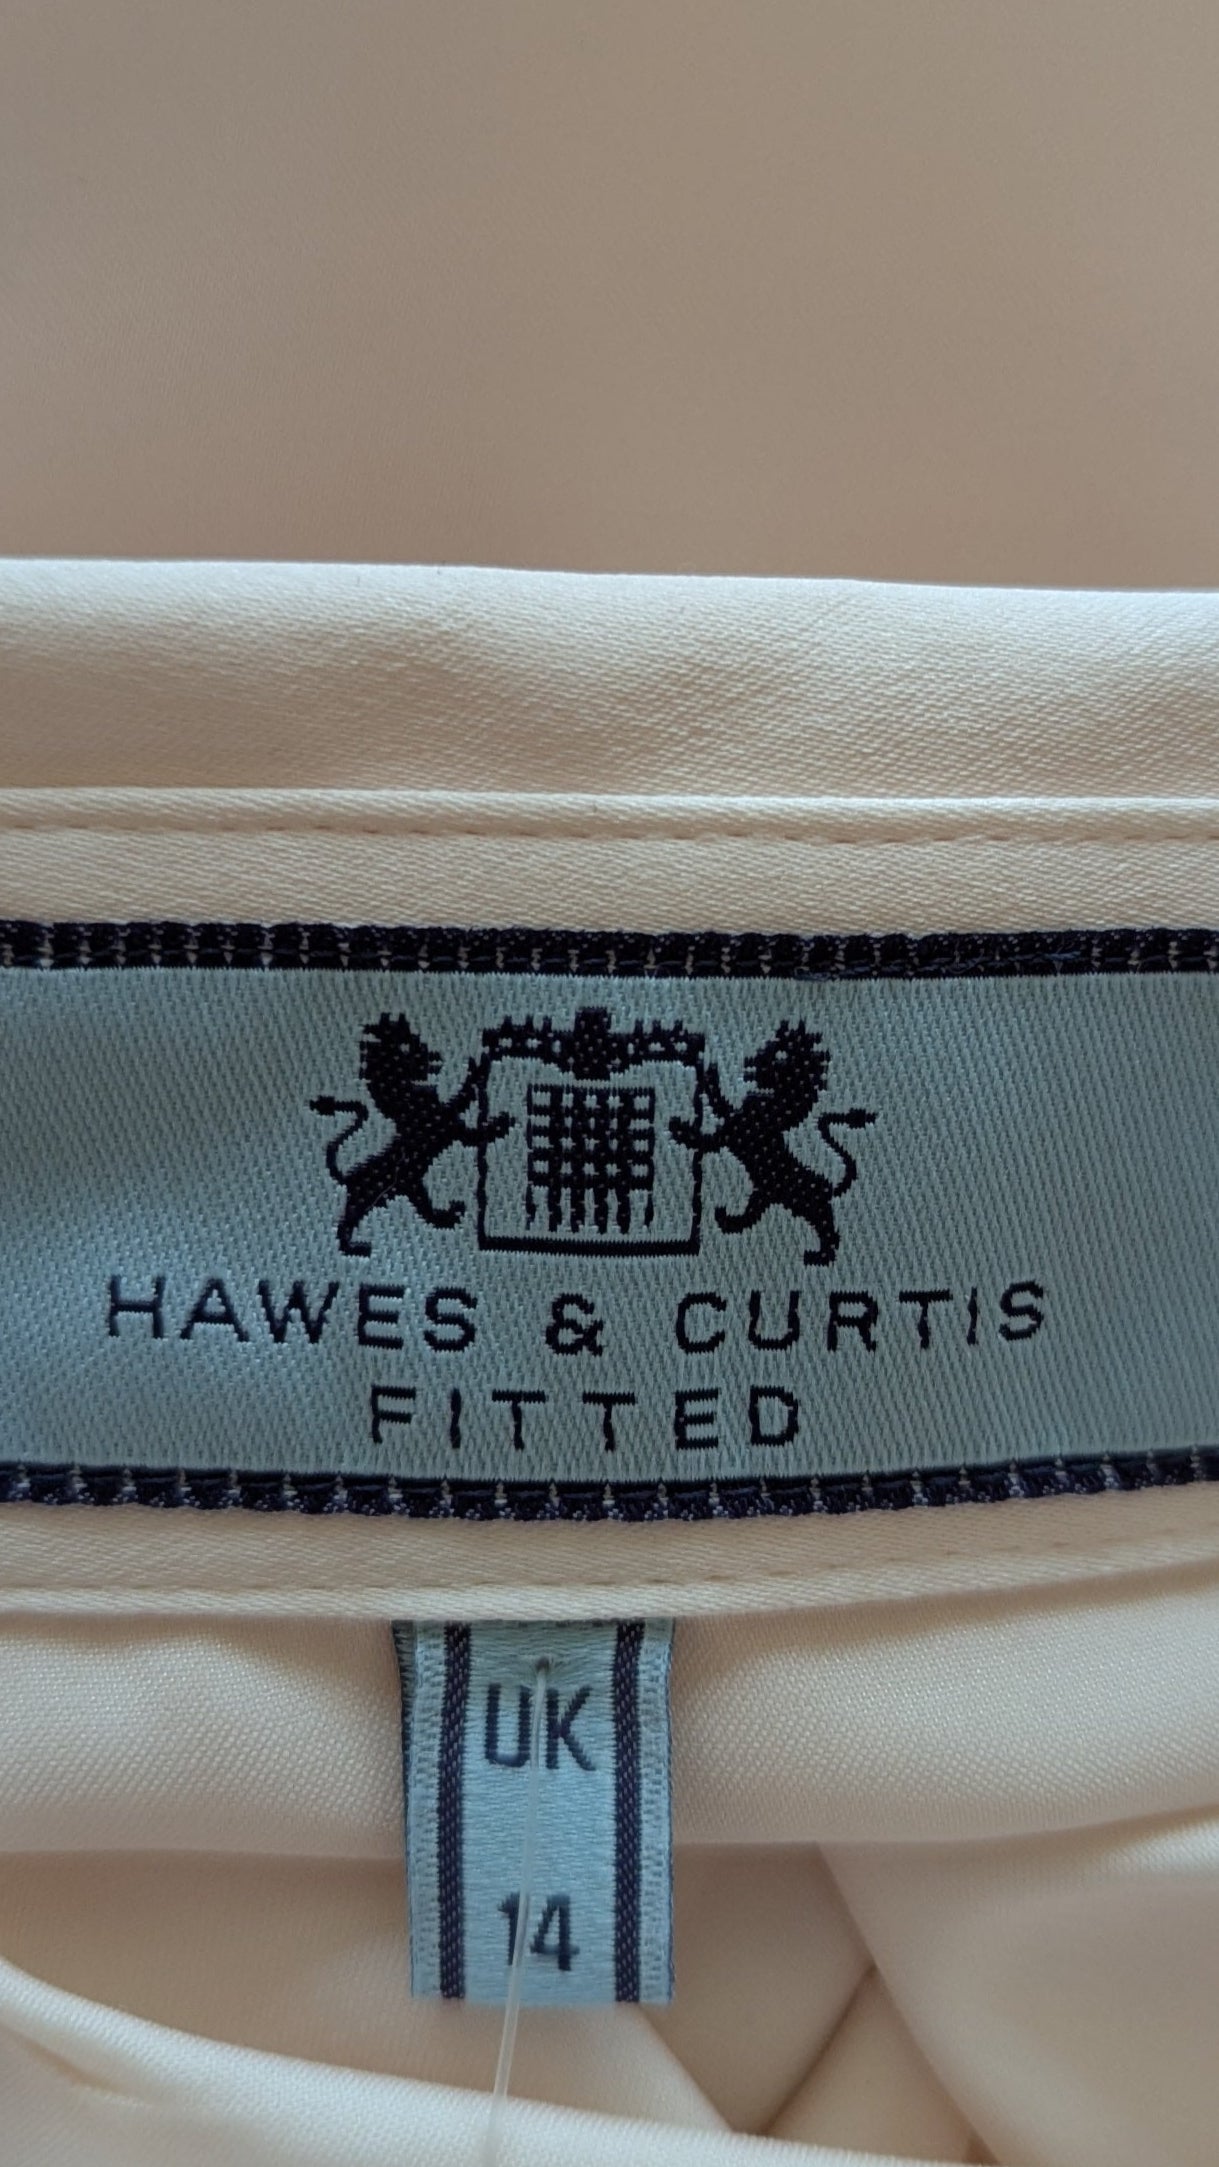 HAWES & CURTIS
FITTED
UK
14